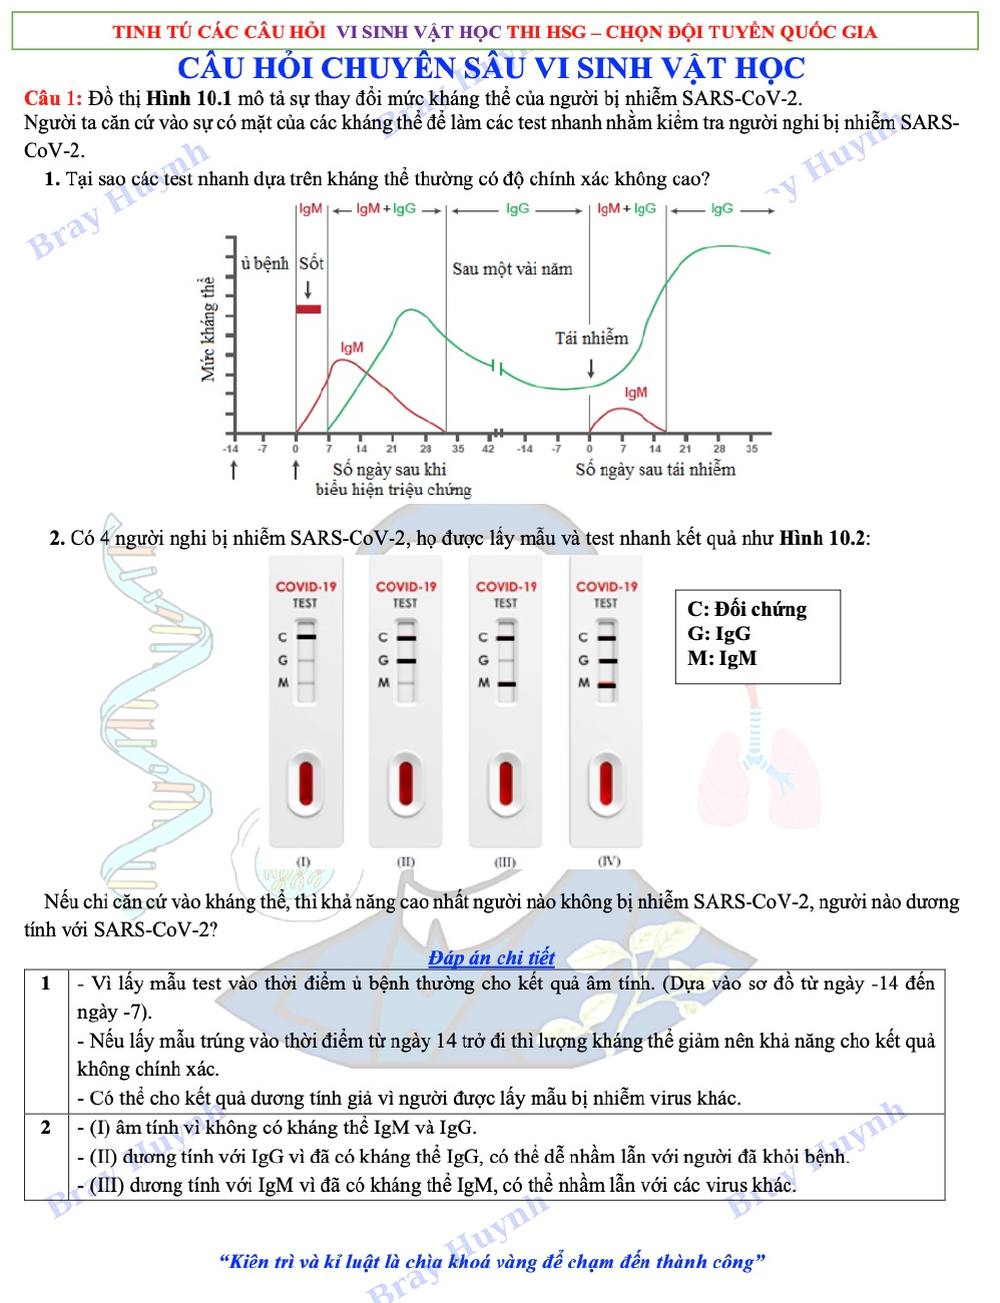 TINH TÚ CÁC CÂU HỎI VI SINH VẬT HỌC THI HSG – CHỌN ĐỘI TUYỂN QUỐC GIA
CÂU HỎI CHUYÊN SÂU VI SINH VẬT HỌC
Câu 1: Đồ thị Hình 10.1 mô tả sự thay đổi mức kháng thể của người bị nhiễm SARS-CoV-2.
Người ta căn cứ vào sự có mặt của các kháng thể để làm các test nhanh nhằm kiểm tra người nghi bị nhiễm SARS-
CoV-2.
1. Tại sao các test nhanh dựa trên kháng thể thường có độ chính xác không cao?
IgM IgM + IgG IgG IgM + IgG IgG
ủ bệnh Sốt Sau một vài năm
Mức kháng thể
Tái nhiễm
IgM
IgM
-14 -7 0 7 14 21 28 35 42 -14 -7 0 7 14 21 28 35
Số ngày sau khi Số ngày sau tái nhiễm
biểu hiện triệu chứng
2. Có 4 người nghi bị nhiễm SARS-CoV-2, họ được lấy mẫu và test nhanh kết quả như Hình 10.2:
COVID-19 COVID-19 COVID-19 COVID-19
TEST TEST TEST TEST
C C C C
G G G G
M M M M
C: Đối chứng
G: IgG
M: IgM
(I) (II) (III) (IV)
Nếu chỉ căn cứ vào kháng thể, thì khả năng cao nhất người nào không bị nhiễm SARS-CoV-2, người nào dương
tính với SARS-CoV-2?
Đáp án chi tiết
1 - Vì lấy mẫu test vào thời điểm ủ bệnh thường cho kết quả âm tính. (Dựa vào sơ đồ từ ngày -14 đến
ngày -7).
- Nếu lấy mẫu trúng vào thời điểm từ ngày 14 trở đi thì lượng kháng thể giảm nên khả năng cho kết quả
không chính xác.
- Có thể cho kết quả dương tính giả vì người được lấy mẫu bị nhiễm virus khác.
2 - (I) âm tính vì không có kháng thể IgM và IgG.
- (II) dương tính với IgG vì đã có kháng thể IgG, có thể dễ nhầm lẫn với người đã khỏi bệnh.
- (III) dương tính với IgM vì đã có kháng thể IgM, có thể nhầm lẫn với các virus khác.
“Kiên trì và kỉ luật là chìa khoá vàng để chạm đến thành công”
Bray Huynh
Bray Huynh
Bray Huynh
Bray Huynh
Bray Huynh